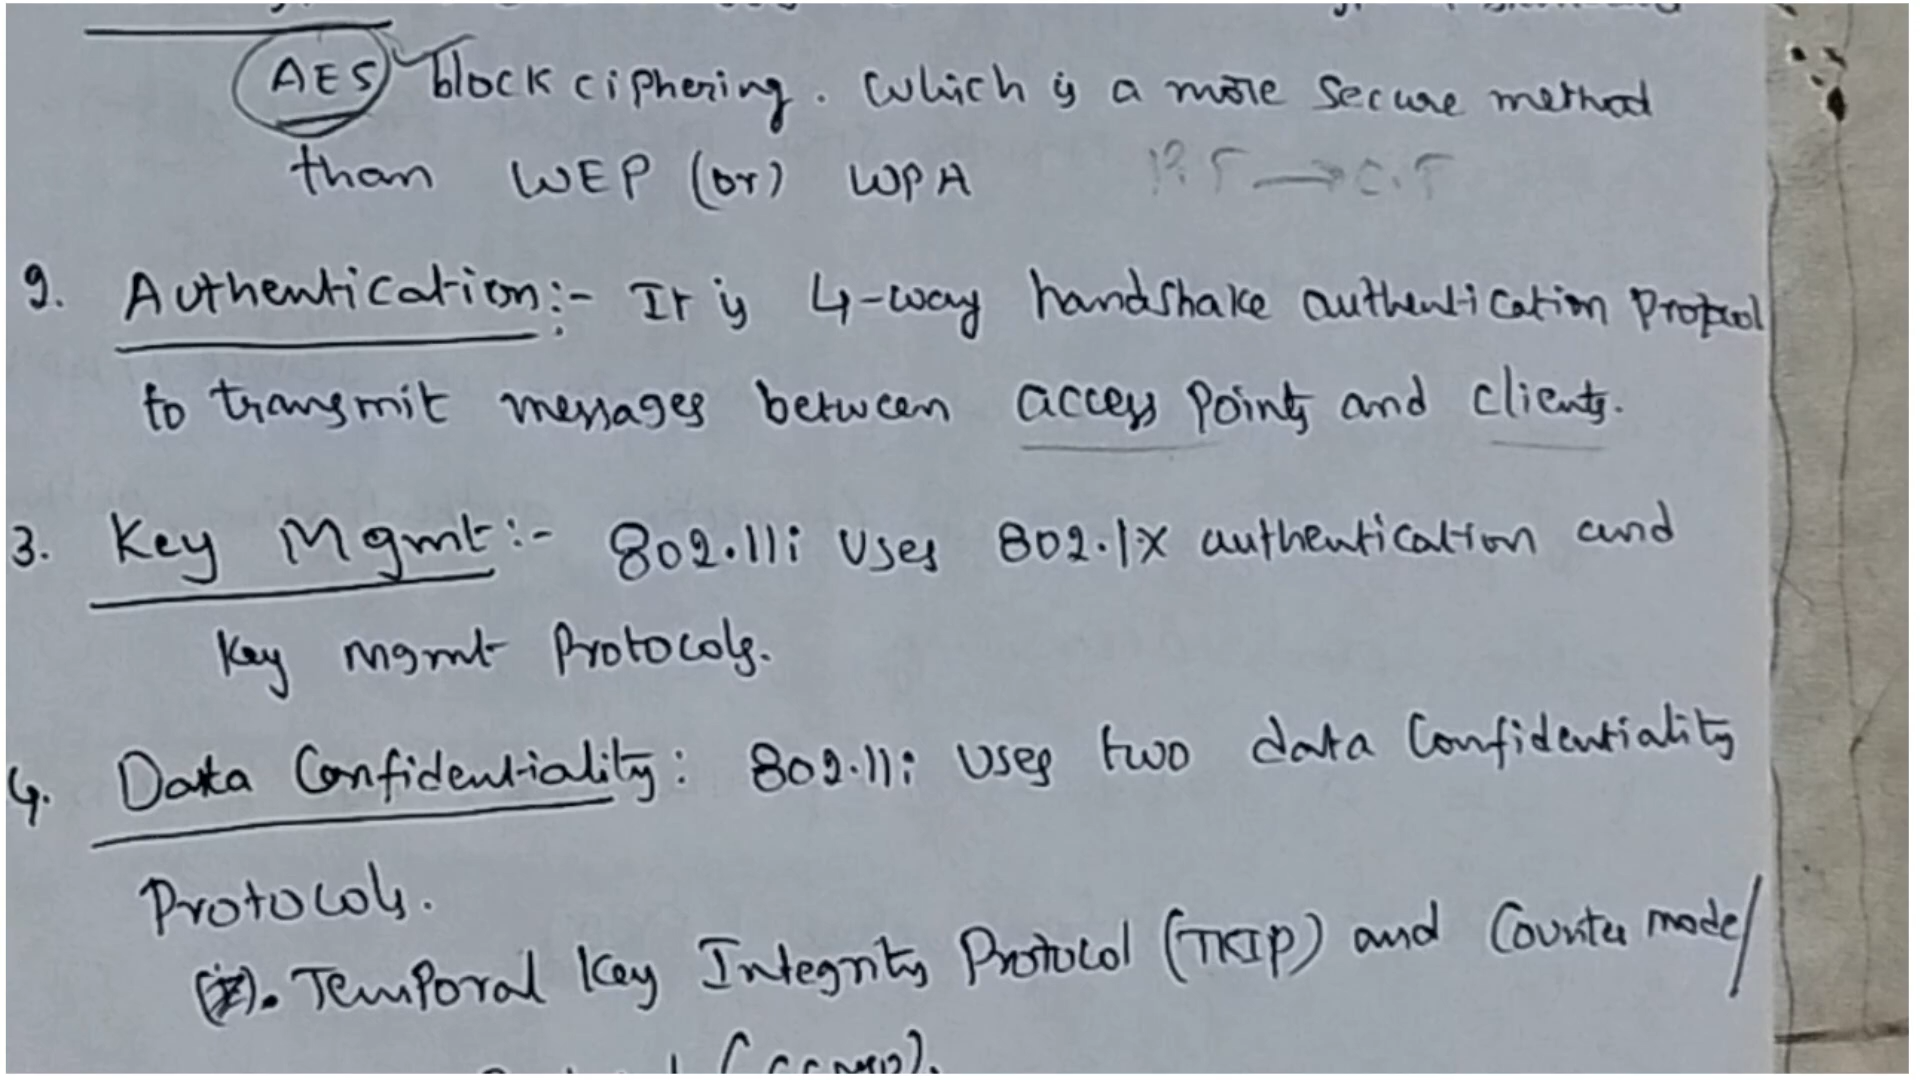 AES block ciphering. Which is a more secure method
than WEP (or) WPA P.T → C.T
2. Authentication:- It is 4-way handshake authentication protocol
to transmit messages between access points and clients.
3. Key Mgmt:- 802.11i uses 802.1X authentication and
key mgmt protocols.
4. Data Confidentiality: 802.11i uses two data Confidentiality
Protocols.
(i). Temporal Key Integrity Protocol (TKIP) and Counter mode/
(CCMP).